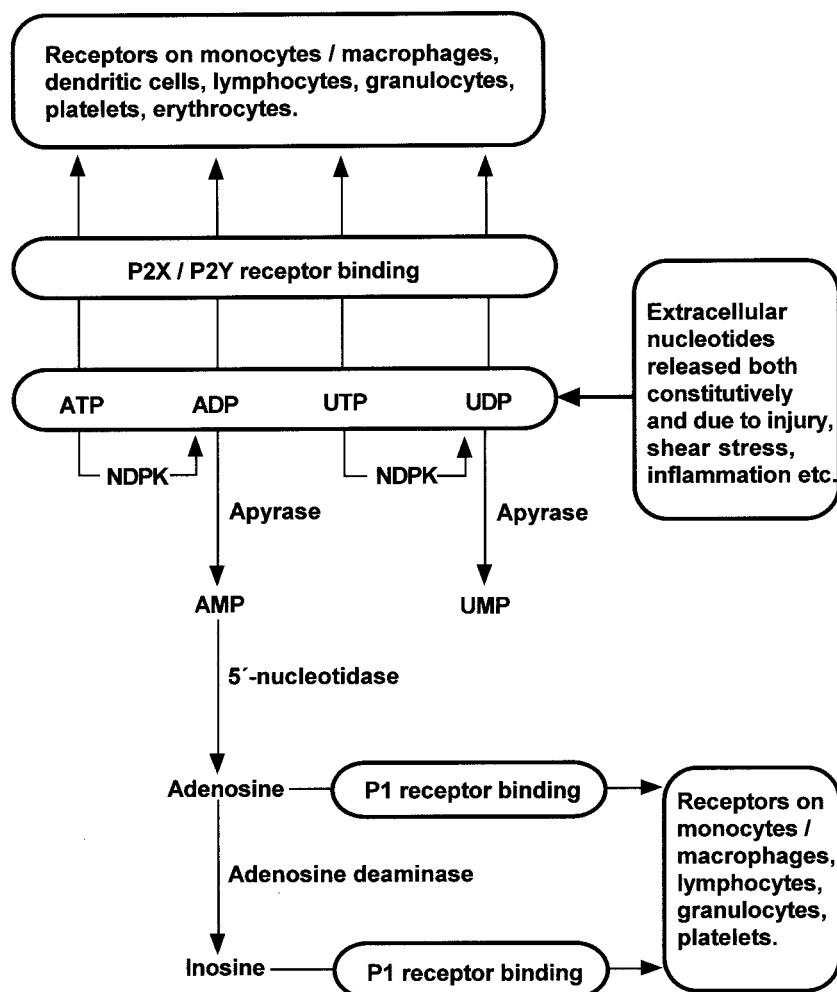 Receptors on monocytes / macrophages,
dendritic cells, lymphocytes, granulocytes,
platelets, erythrocytes.
P2X / P2Y receptor binding
Extracellular
nucleotides
released both
constitutively
and due to injury,
shear stress,
inflammation etc.
ATP ADP UTP UDP
NDPK NDPK
Apyrase Apyrase
AMP UMP
5´-nucleotidase
Adenosine P1 receptor binding
Receptors on
monocytes /
macrophages,
lymphocytes,
granulocytes,
platelets.
Adenosine deaminase
Inosine P1 receptor binding